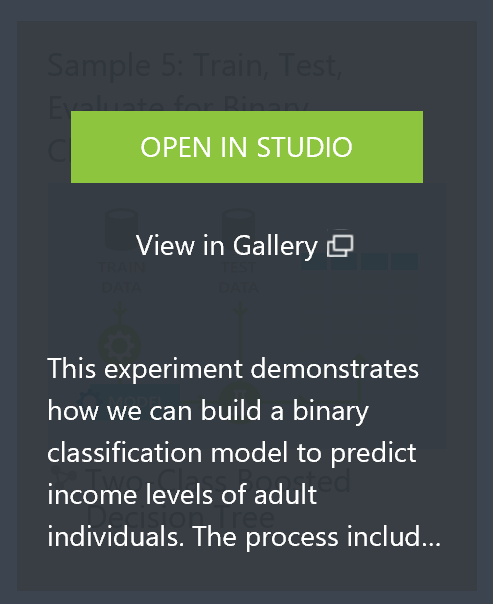 Sample 5: Train, Test,
Evaluate for Binary
OPEN IN STUDIO
View in Gallery
TRAIN
DATA
TEST
DATA
This experiment demonstrates
how we can build a binary
classification model to predict
income levels of adult
individuals. The process includ...
Two-Class Boosted
Decision Tree